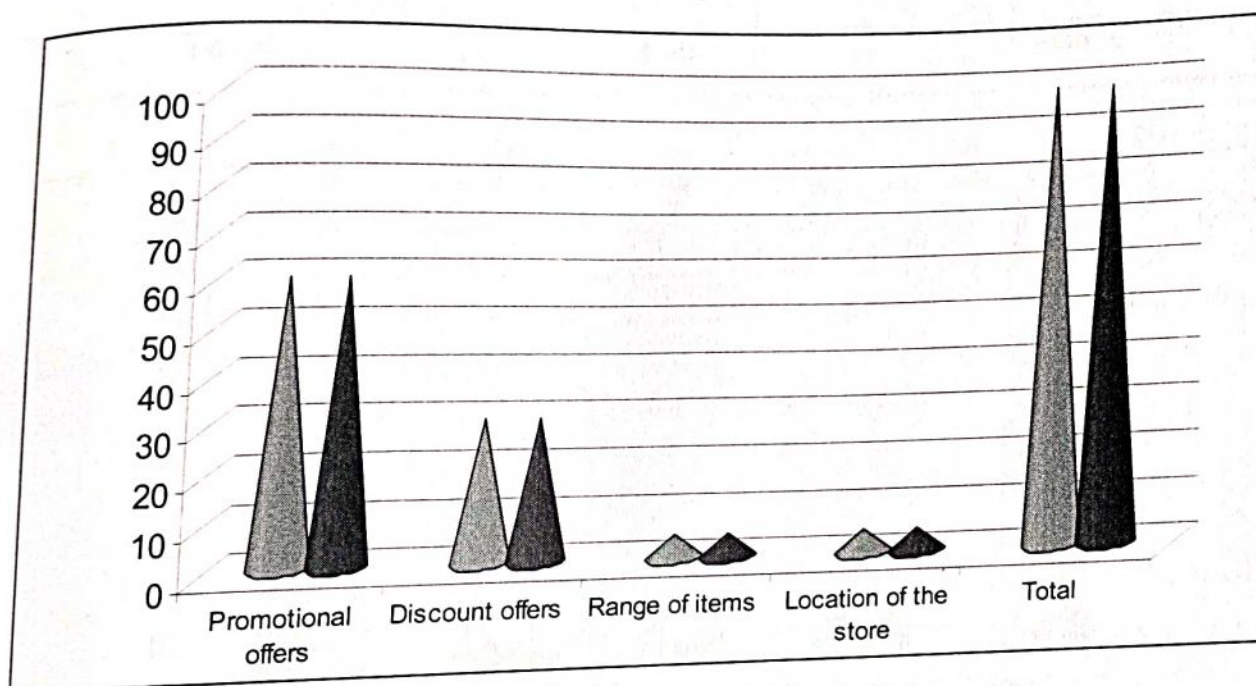 100
90
80
70
60
50
40
30
20
10
0
Promotional
offers
Discount offers
Range of items
Location of the
store
Total